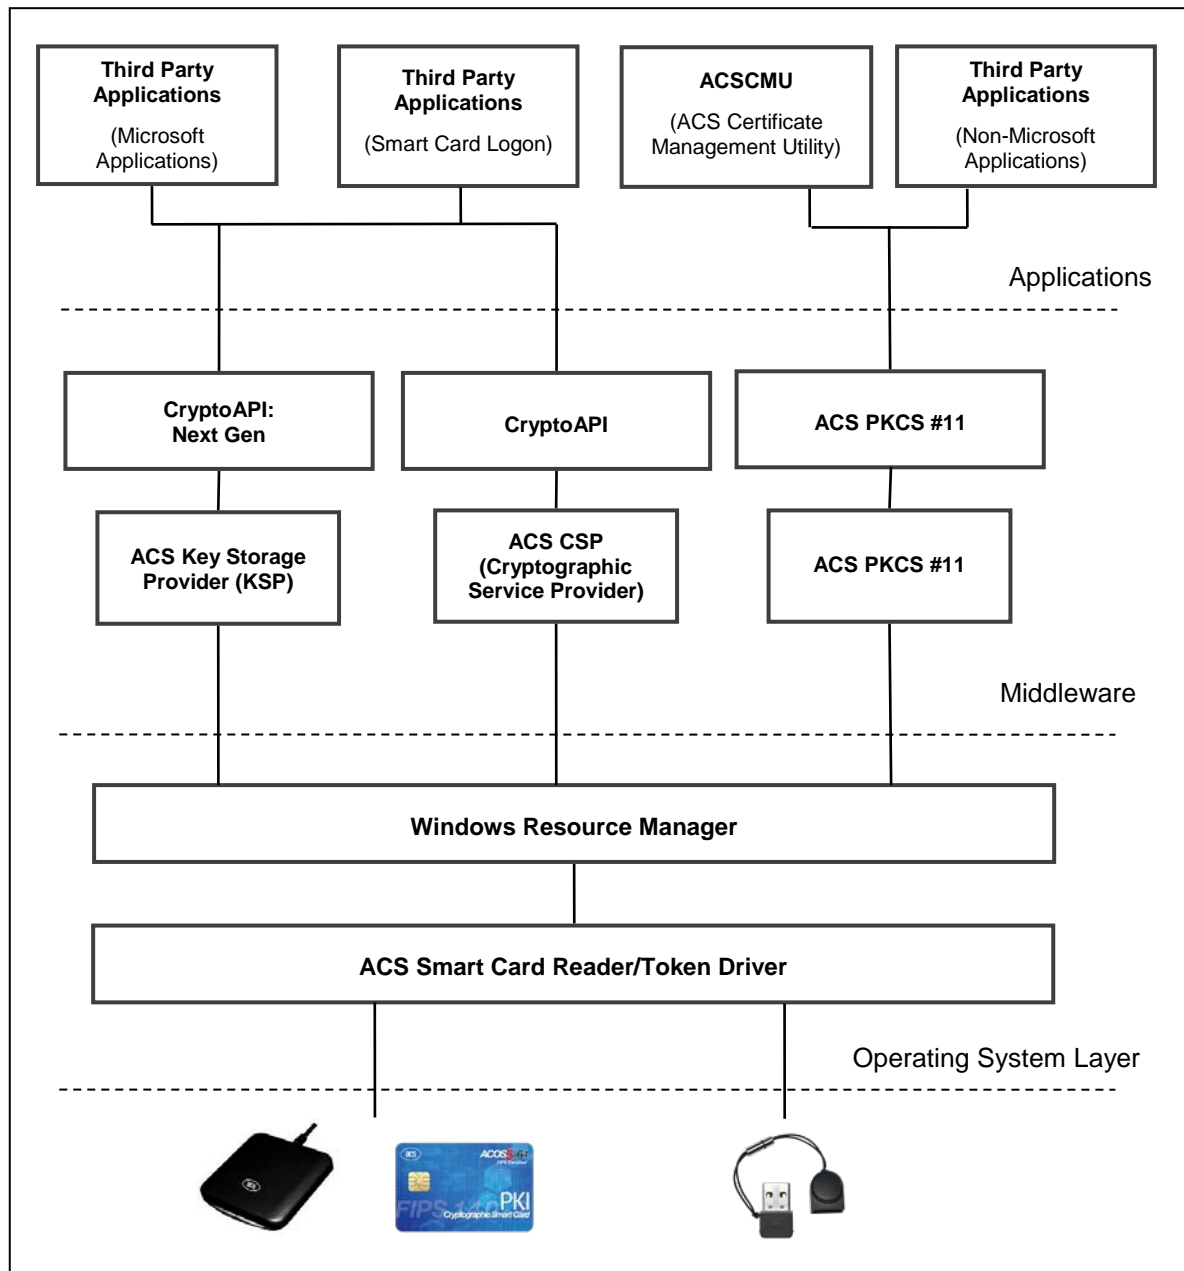 Third Party
Applications
(Microsoft
Applications)
Third Party
Applications
(Smart Card Logon)
ACSCMU
(ACS Certificate
Management Utility)
Third Party
Applications
(Non-Microsoft
Applications)
Applications
CryptoAPI:
Next Gen
CryptoAPI
ACS PKCS #11
ACS Key Storage
Provider (KSP)
ACS CSP
(Cryptographic
Service Provider)
ACS PKCS #11
Middleware
Windows Resource Manager
ACS Smart Card Reader/Token Driver
Operating System Layer
PKI
Cryptographic Smart Card